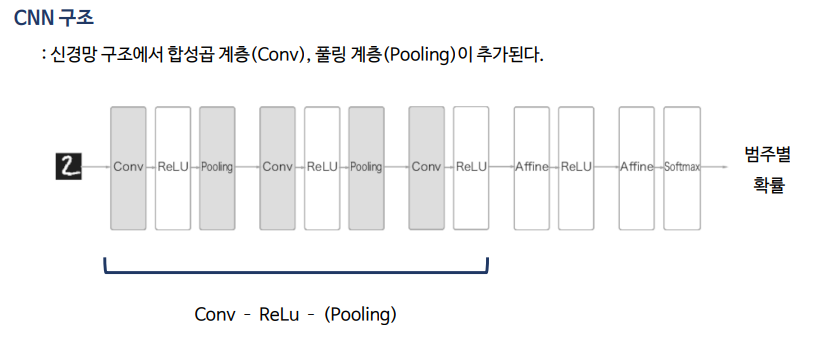 CNN 구조
: 신경망 구조에서 합성곱 계층(Conv), 풀링 계층(Pooling)이 추가된다.
2 Conv ReLU Pooling Conv ReLU Pooling Conv ReLU Affine ReLU Affine Softmax 범주별
확률
Conv - ReLu - (Pooling)